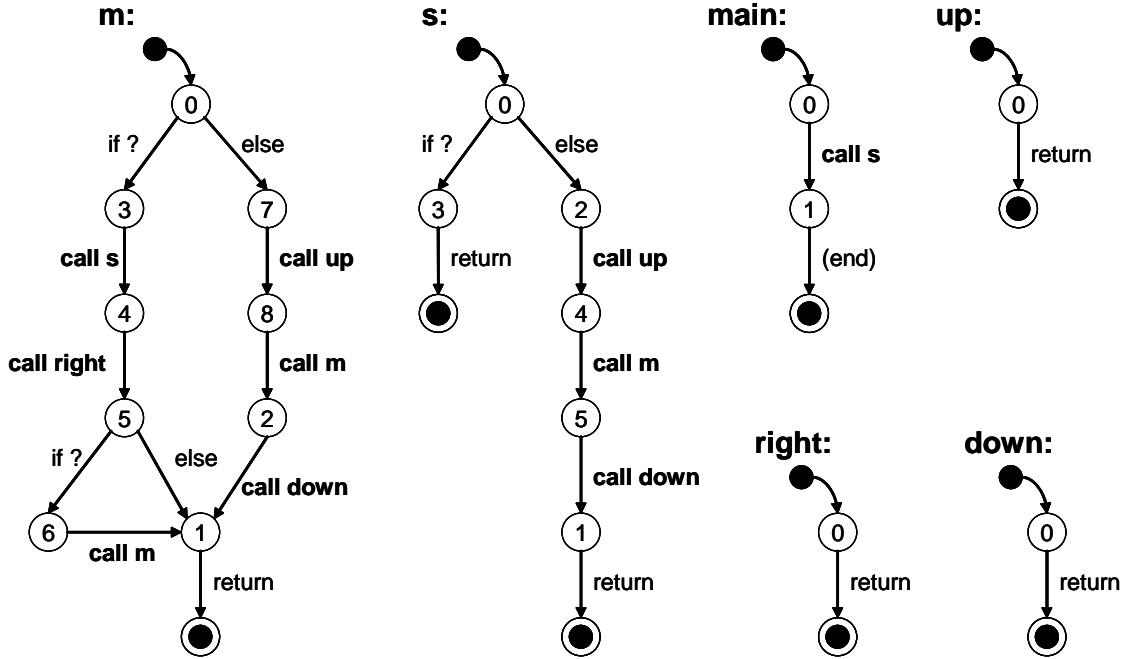 m:
0
if ?
else
3
7
call s
call up
4
8
call right
call m
5
2
if ?
else
call down
6
call m
1
return
s:
0
if ?
else
3
2
return
call up
4
call m
5
call down
1
return
main:
0
call s
1
(end)
up:
0
return
right:
0
return
down:
0
return